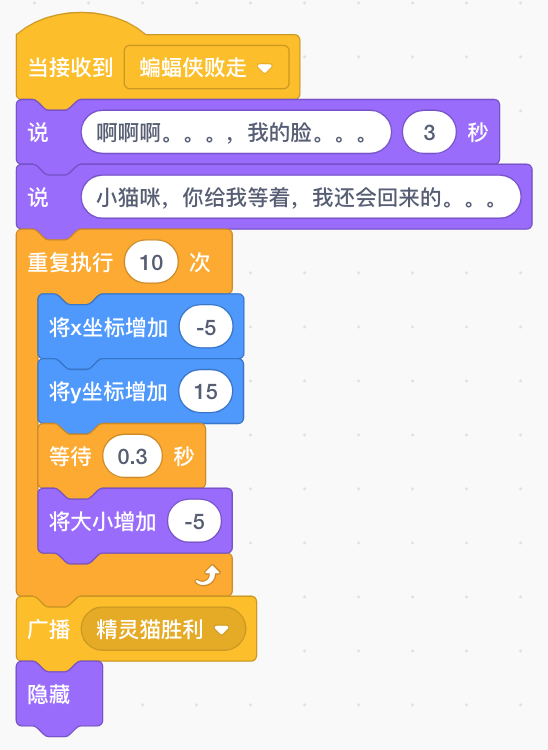 当接收到 蝙蝠侠败走
说 啊啊啊。。。，我的脸。。。 3 秒
说 小猫咪，你给我等着，我还会回来的。。。
重复执行 10 次
将x坐标增加 -5
将y坐标增加 15
等待 0.3 秒
将大小增加 -5
广播 精灵猫胜利
隐藏